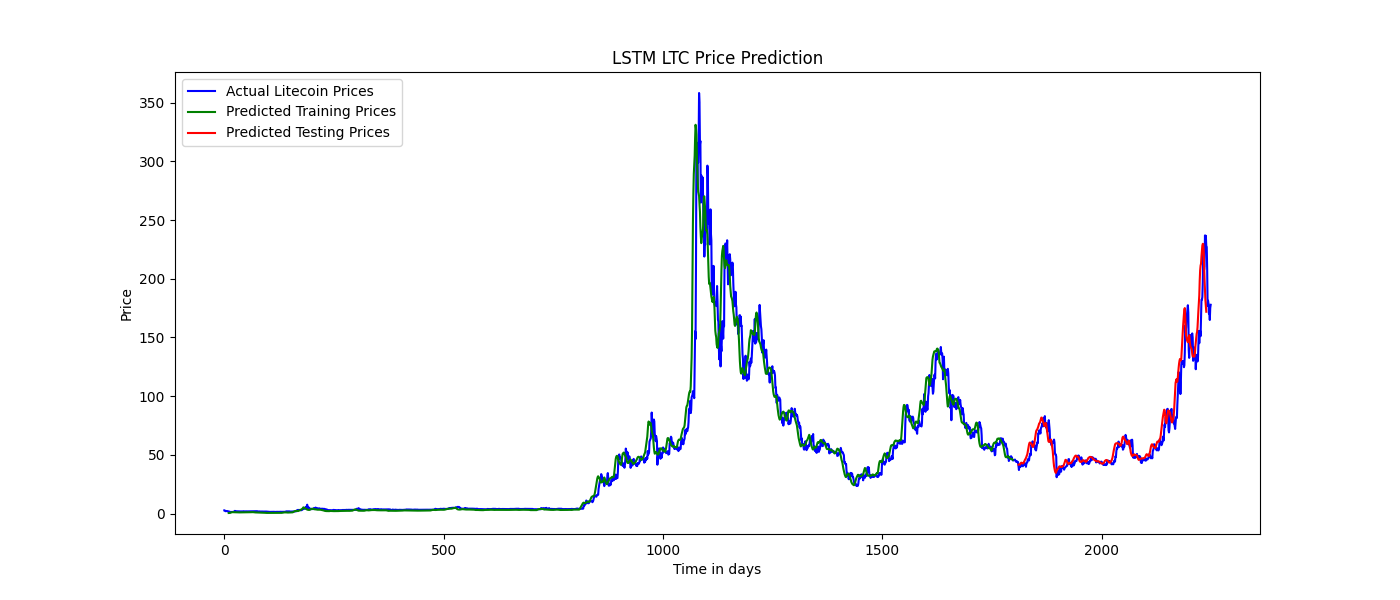 LSTM LTC Price Prediction
Actual Litecoin Prices
Predicted Training Prices
Predicted Testing Prices
Price
350
300
250
200
150
100
50
0
0 500 1000 1500 2000
Time in days